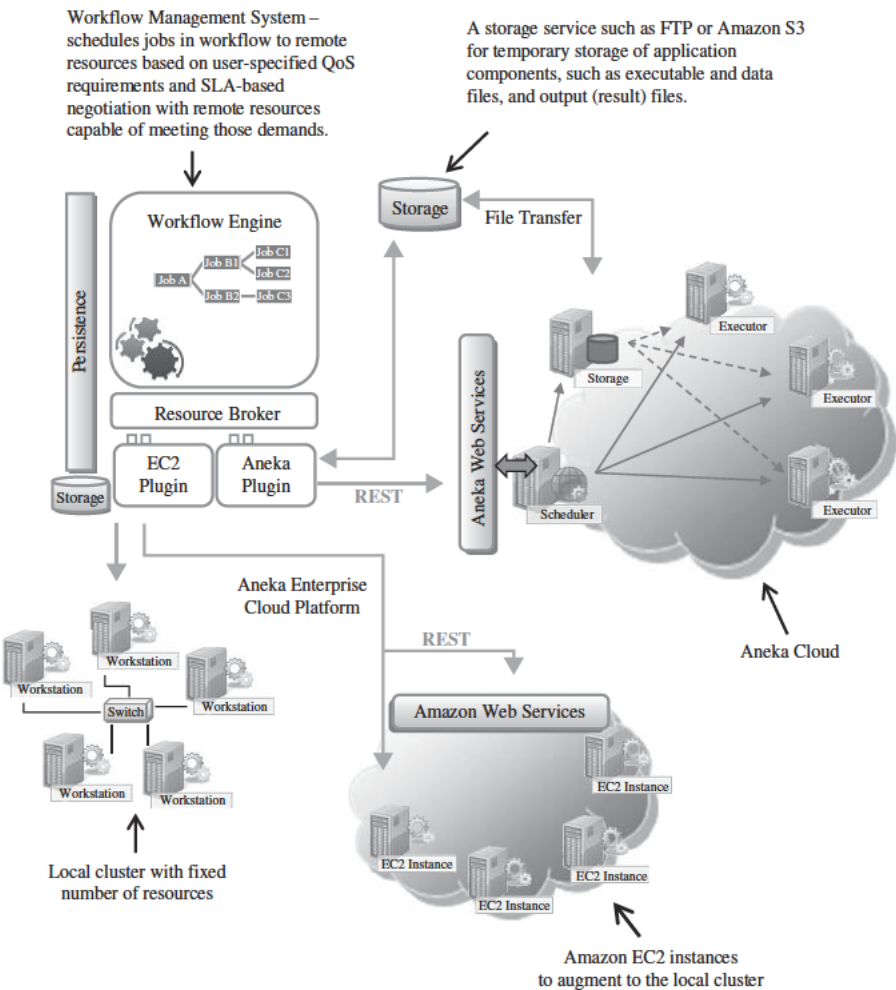 Workflow Management System –
schedules jobs in workflow to remote
resources based on user-specified QoS
requirements and SLA-based
negotiation with remote resources
capable of meeting those demands.
A storage service such as FTP or Amazon S3
for temporary storage of application
components, such as executable and data
files, and output (result) files.
Persistence
Storage
Workflow Engine
Job A
Job B1
Job B2
Job C1
Job C2
Job C3
Resource Broker
EC2
Plugin
Aneka
Plugin
Storage
File Transfer
REST
Aneka Web Services
Storage
Scheduler
Executor
Executor
Executor
Aneka Cloud
Aneka Enterprise
Cloud Platform
REST
Workstation
Workstation
Workstation
Switch
Workstation
Workstation
Local cluster with fixed
number of resources
Amazon Web Services
EC2 Instance
EC2 Instance
EC2 Instance
EC2 Instance
Amazon EC2 instances
to augment to the local cluster